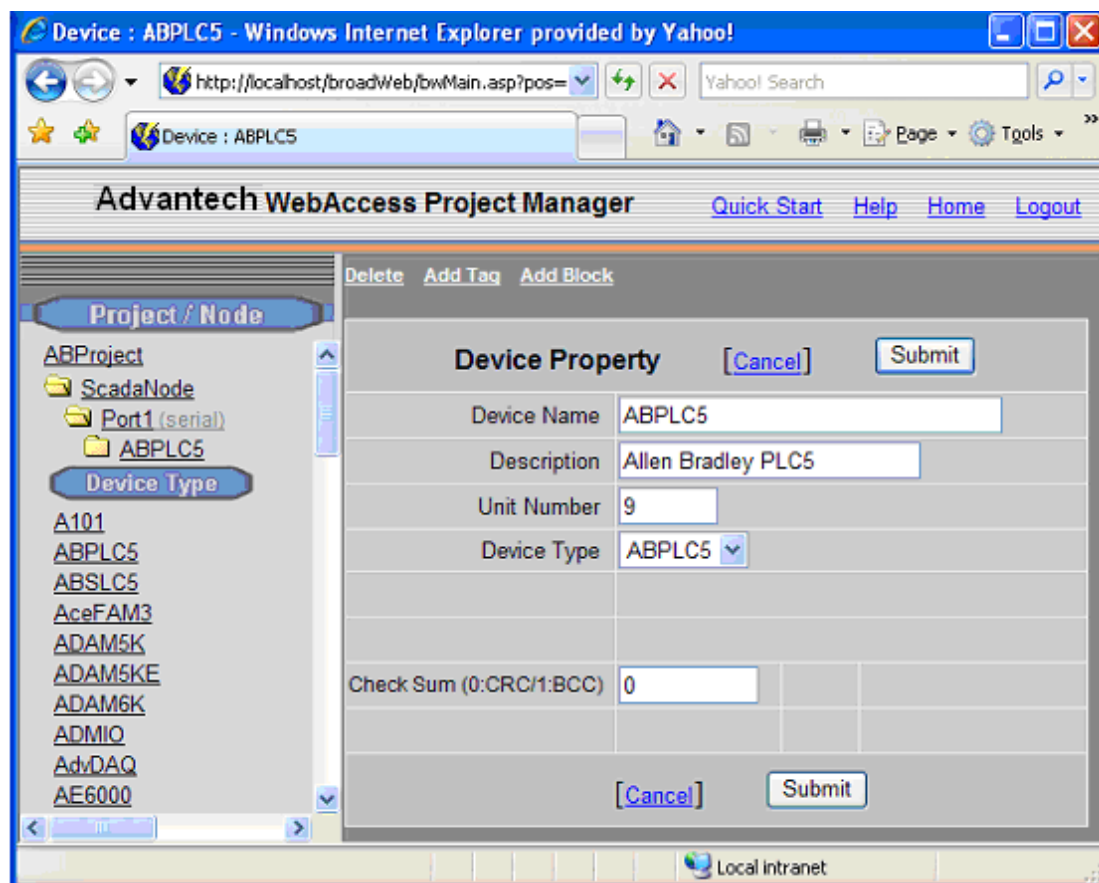 Device : ABPLC5 - Windows Internet Explorer provided by Yahoo!
http://localhost/broadWeb/bwMain.asp?pos=
Yahoo! Search
Device : ABPLC5
Page
Tools
»
Advantech WebAccess Project Manager
Quick Start Help Home Logout
Delete Add Tag Add Block
Project / Node
ABProject
ScadaNode
Port1 (serial)
ABPLC5
Device Type
A101
ABPLC5
ABSLC5
AceFAM3
ADAM5K
ADAM5KE
ADAM6K
ADMIO
AdvDAQ
AE6000
Device Property [Cancel] Submit
Device Name ABPLC5
Description Allen Bradley PLC5
Unit Number 9
Device Type ABPLC5
Check Sum (0:CRC/1:BCC) 0
[Cancel] Submit
Local intranet